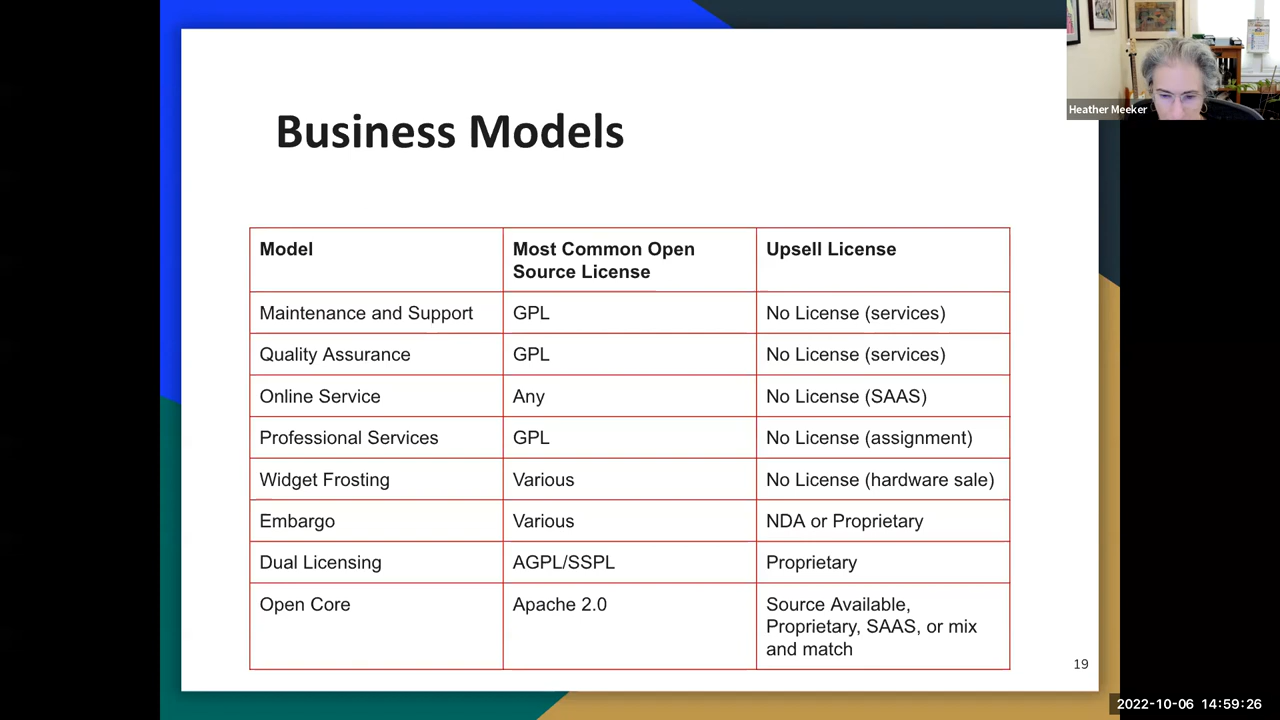 Heather Meeker
Business Models
Model
Most Common Open
Source License
Upsell License
Maintenance and Support
GPL
No License (services)
Quality Assurance
GPL
No License (services)
Online Service
Any
No License (SAAS)
Professional Services
GPL
No License (assignment)
Widget Frosting
Various
No License (hardware sale)
Embargo
Various
NDA or Proprietary
Dual Licensing
AGPL/SSPL
Proprietary
Open Core
Apache 2.0
Source Available,
Proprietary, SAAS, or mix
and match
19
2022-10-06 14:59:26